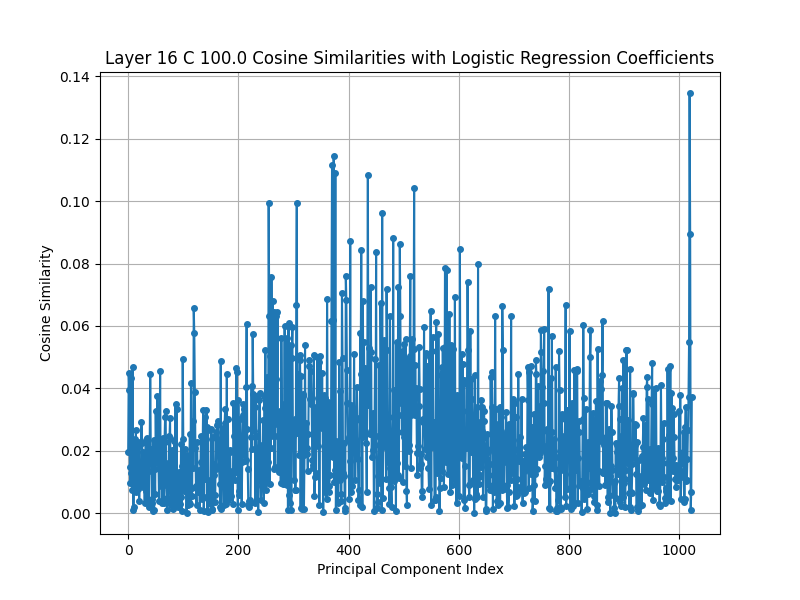 Layer 16 C 100.0 Cosine Similarities with Logistic Regression Coefficients
0.14
0.12
0.10
0.08
0.06
0.04
0.02
0.00
Cosine Similarity
0 200 400 600 800 1000
Principal Component Index